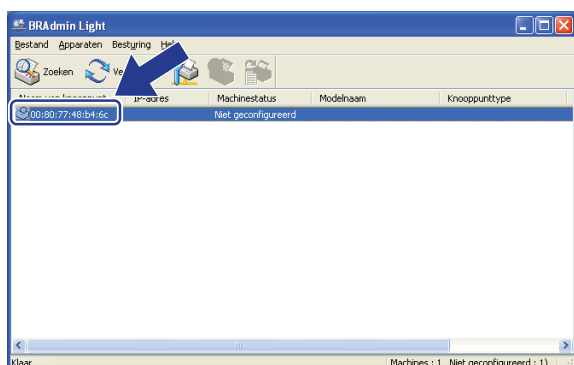 BRAdmin Light
Bestand Apparaten Besturing
Zoeken
IP-adres Machinestatus Modelnaam Knooppunttype
00:80:77:48:b4:6c Niet geconfigureerd
Klaar Machines : 1 Niet geconfigureerd : 1)